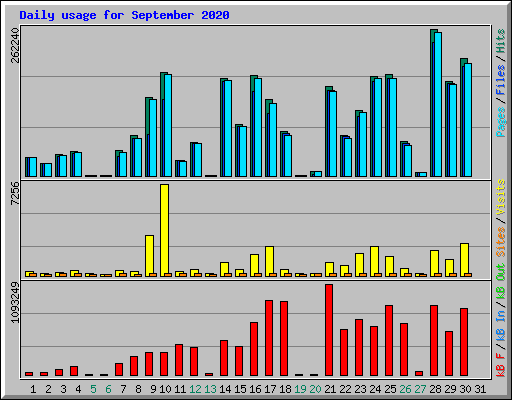 Daily usage for September 2020
262240
Pages / Files / Hits
7256
Sites / Visits
1093249
kB F / kB In / kB Out
1 2 3 4 5 6 7 8 9 10 11 12 13 14 15 16 17 18 19 20 21 22 23 24 25 26 27 28 29 30 31